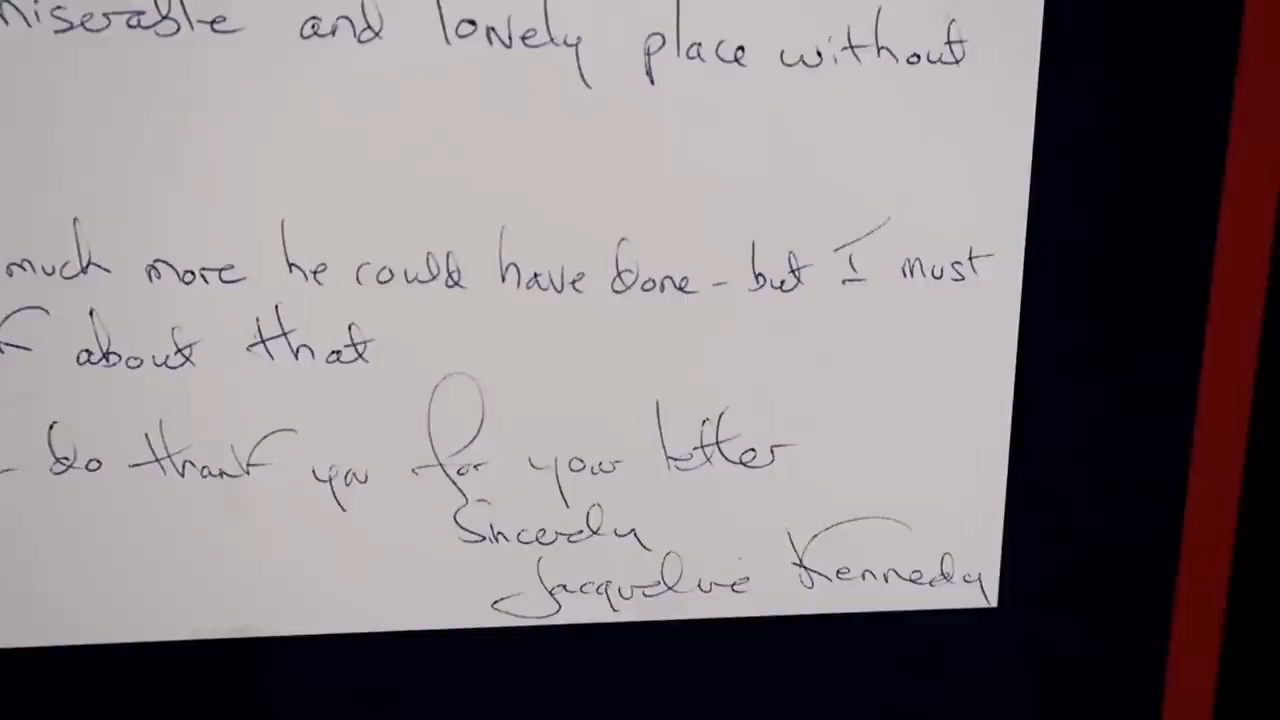 miserable and lonely place without
much more he could have done - but I must
about that
- do thank you for your letter
Sincerely
Jacqueline Kennedy